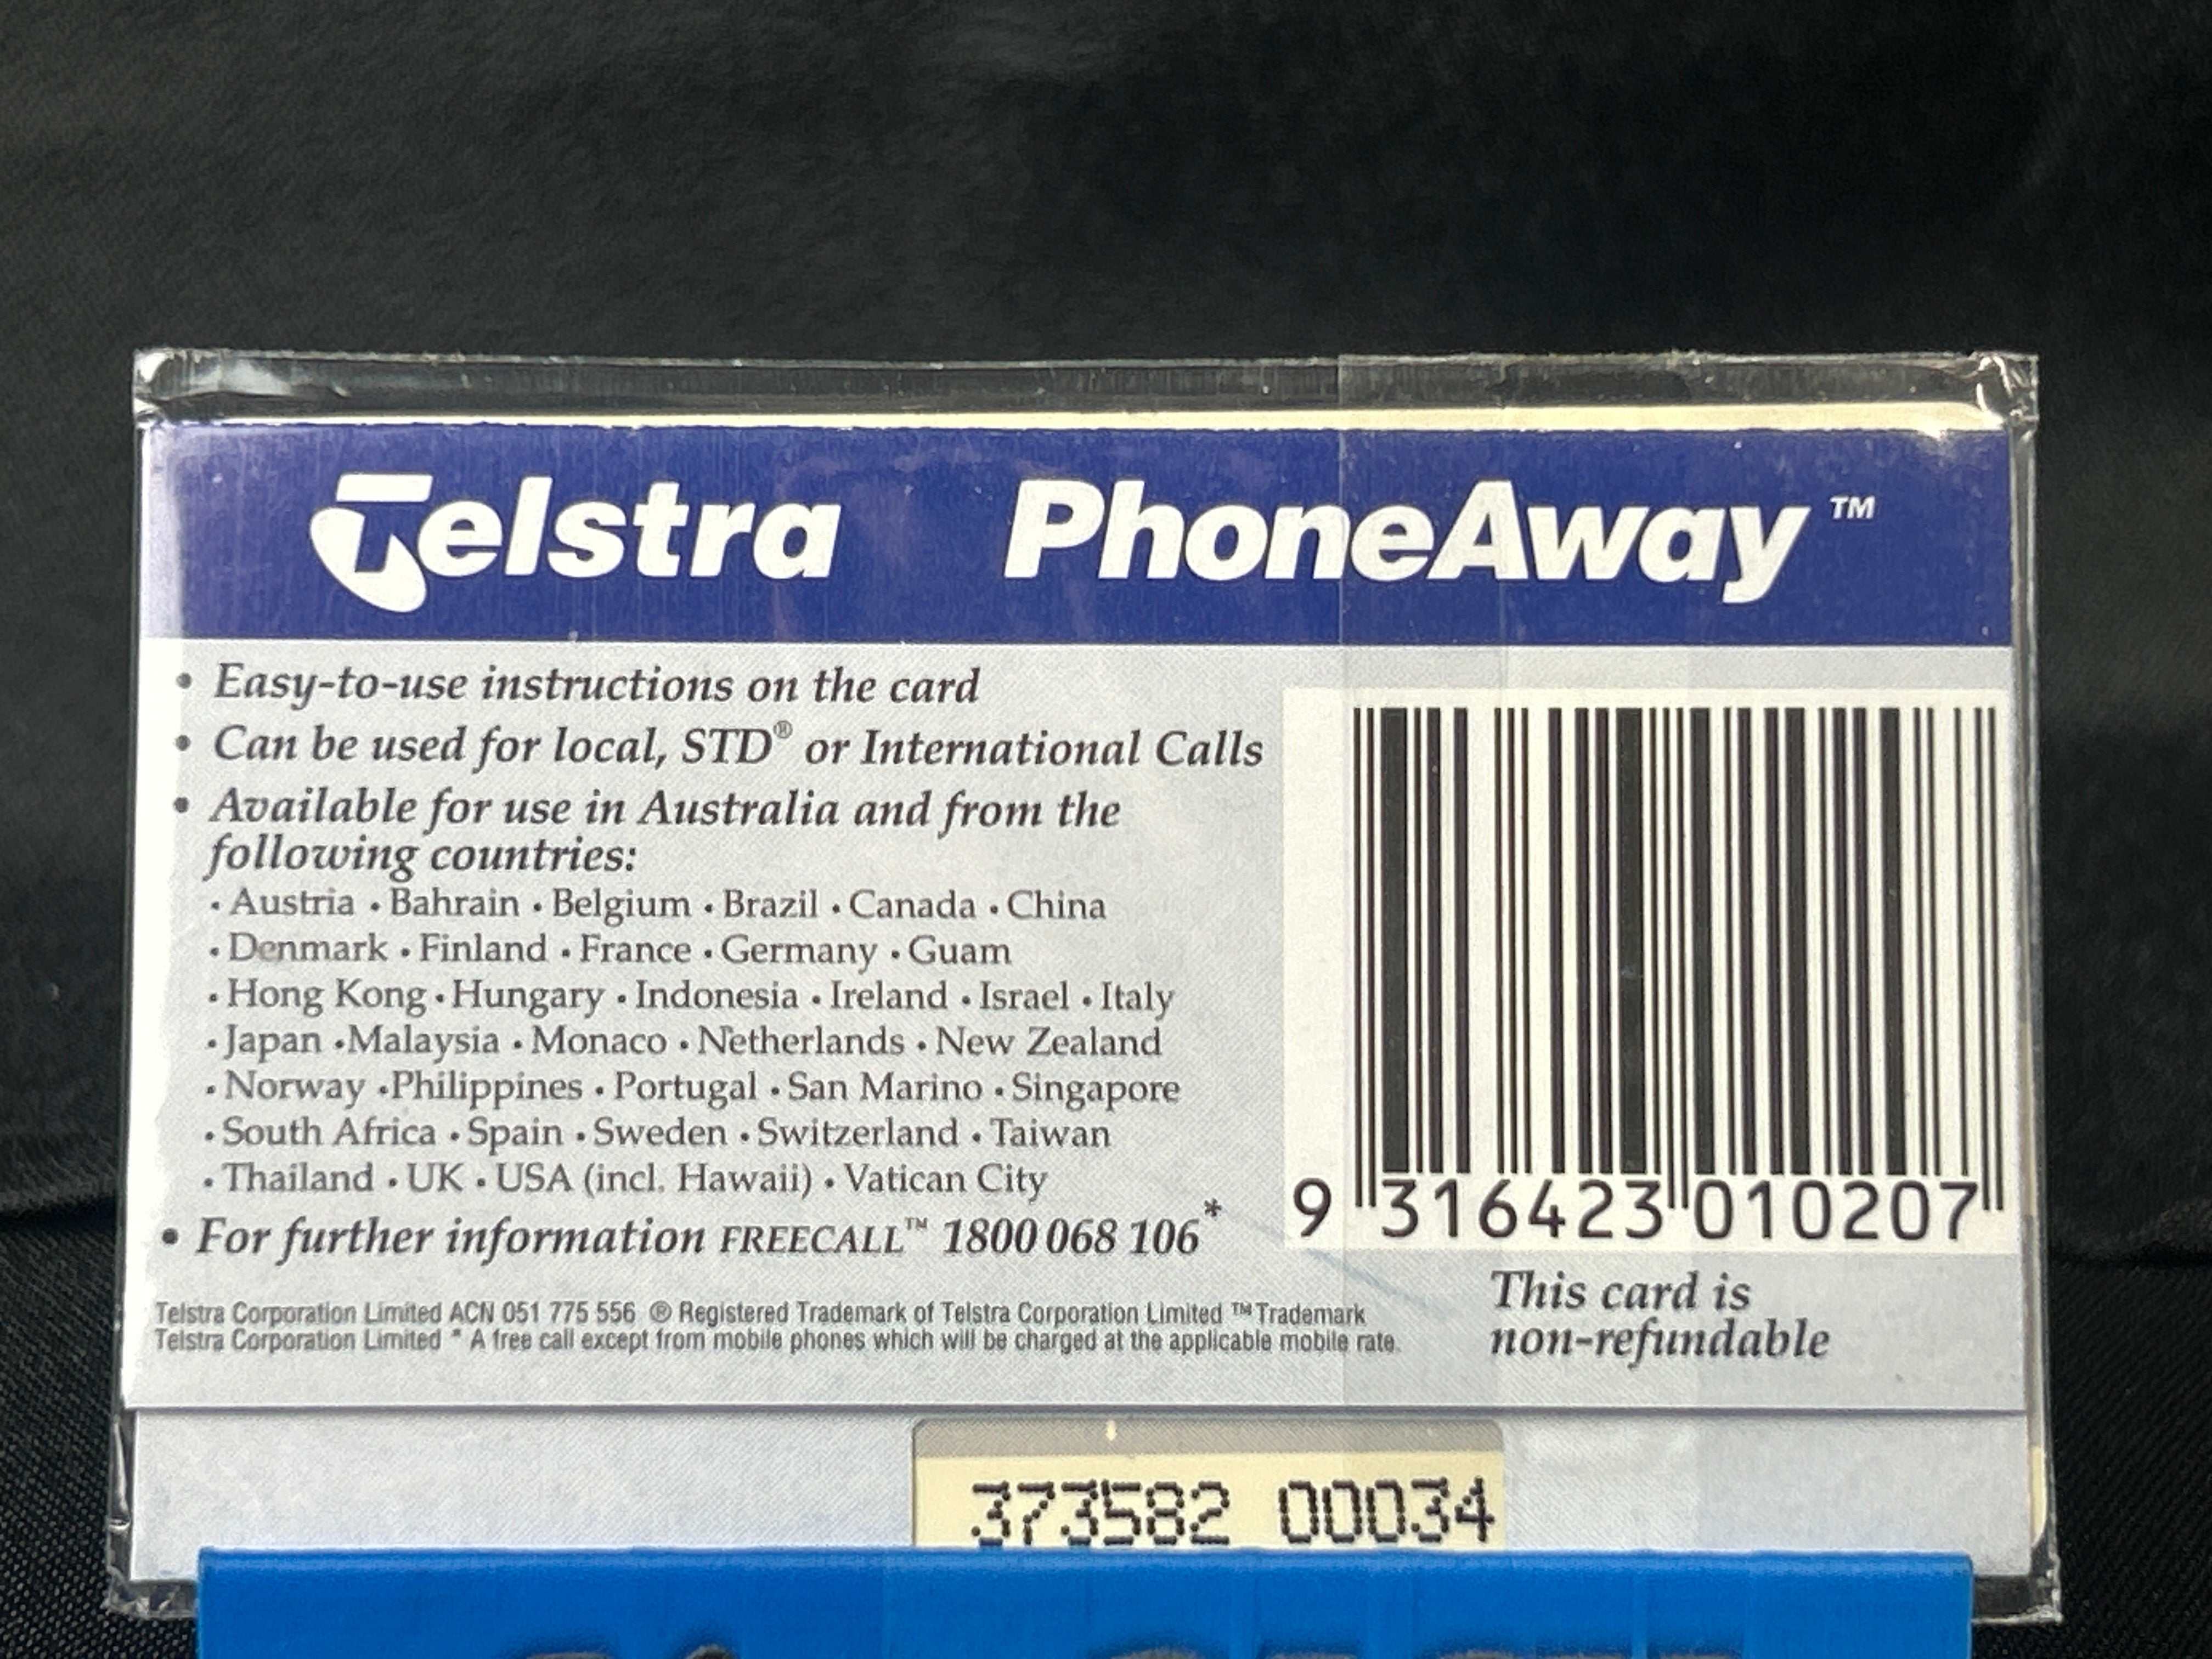 Telstra PhoneAway™
• Easy-to-use instructions on the card
• Can be used for local, STD® or International Calls
• Available for use in Australia and from the
following countries:
• Austria • Bahrain • Belgium • Brazil • Canada • China
• Denmark • Finland • France • Germany • Guam
• Hong Kong • Hungary • Indonesia • Ireland • Israel • Italy
• Japan • Malaysia • Monaco • Netherlands • New Zealand
• Norway • Philippines • Portugal • San Marino • Singapore
• South Africa • Spain • Sweden • Switzerland • Taiwan
• Thailand • UK • USA (incl. Hawaii) • Vatican City
• For further information FREECALL™ 1800 068 106*
9 316423 010207
This card is
non-refundable
Telstra Corporation Limited ACN 051 775 556 ® Registered Trademark of Telstra Corporation Limited ™ Trademark
Telstra Corporation Limited * A free call except from mobile phones which will be charged at the applicable mobile rate.
373582 00034